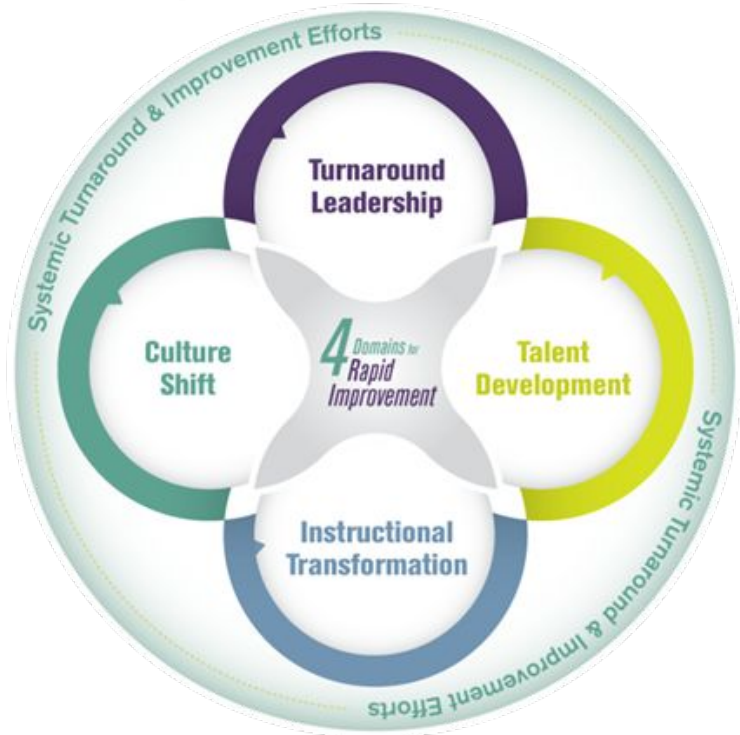 Systemic Turnaround & Improvement Efforts
Turnaround
Leadership
Culture
Shift
4 Domains for
Rapid
Improvement
Talent
Development
Instructional
Transformation
Systemic Turnaround & Improvement Efforts